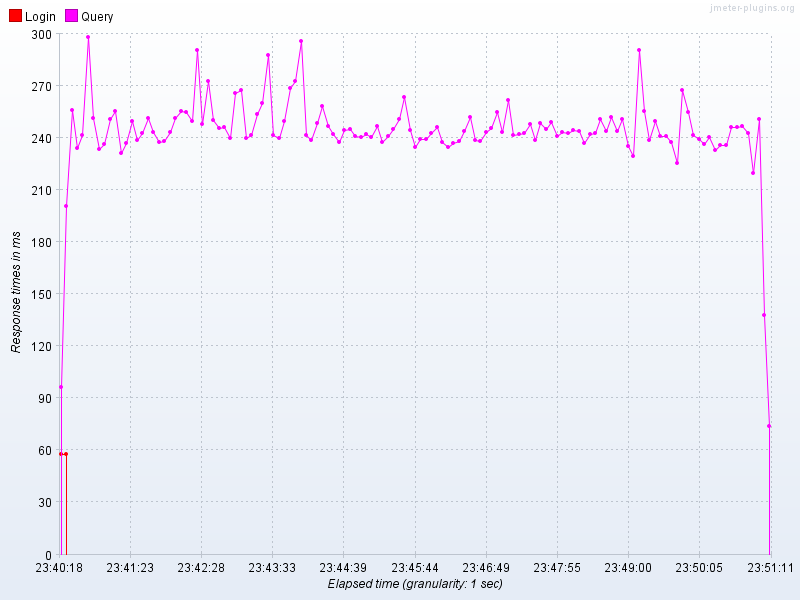 jmeter-plugins.org
Login Query
300
270
240
210
180
150
120
90
60
30
0
Response times in ms
23:40:18 23:41:23 23:42:28 23:43:33 23:44:39 23:45:44 23:46:49 23:47:55 23:49:00 23:50:05 23:51:11
Elapsed time (granularity: 1 sec)